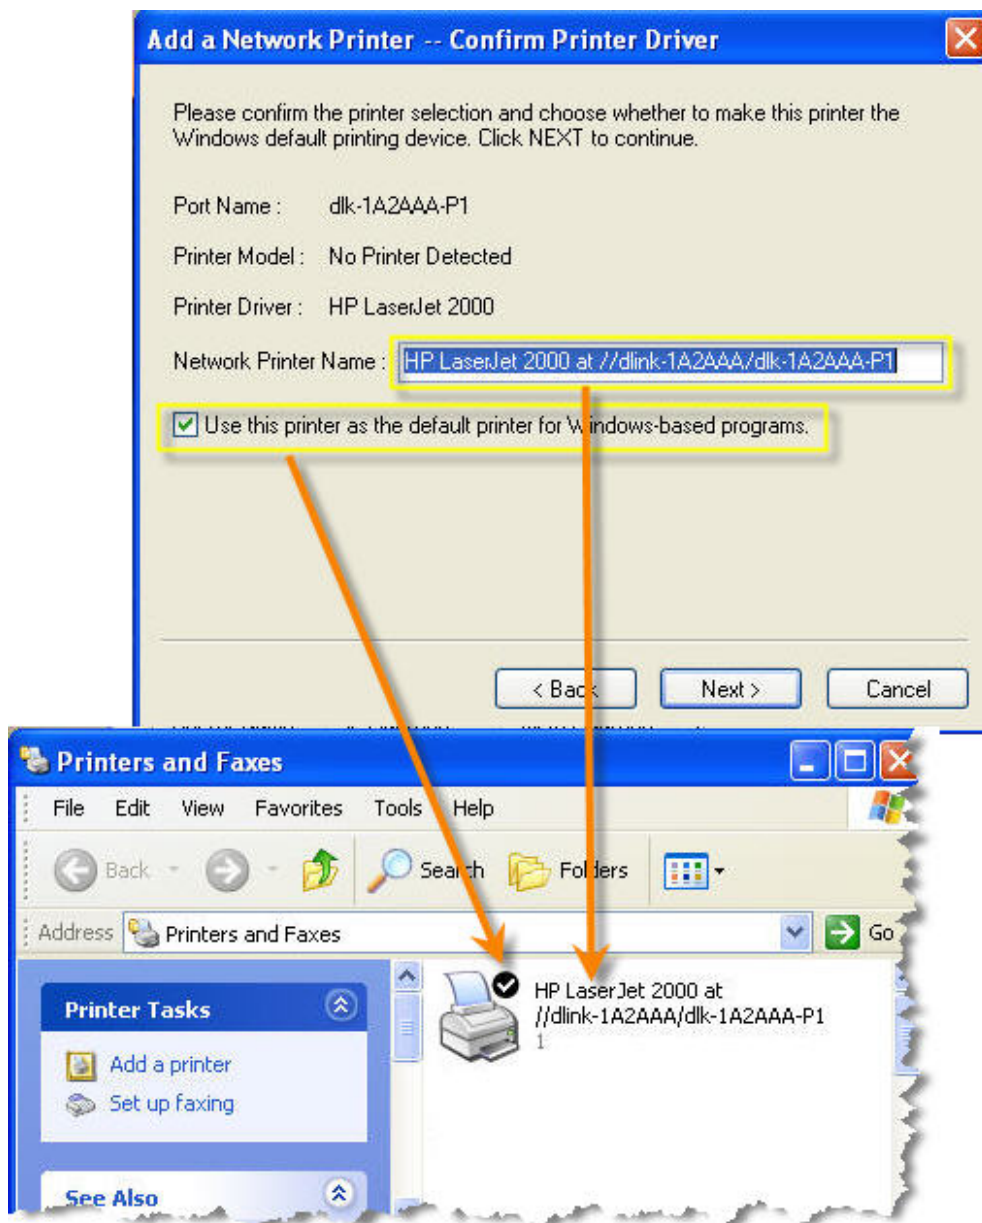 Add a Network Printer -- Confirm Printer Driver
Please confirm the printer selection and choose whether to make this printer the
Windows default printing device. Click NEXT to continue.
Port Name : dlk-1A2AAA-P1
Printer Model : No Printer Detected
Printer Driver : HP LaserJet 2000
Network Printer Name : HP LaserJet 2000 at //dlink-1A2AAA/dlk-1A2AAA-P1
Use this printer as the default printer for Windows-based programs.
< Back Next > Cancel
Printers and Faxes
File Edit View Favorites Tools Help
Back Search Folders
Address Printers and Faxes Go
Printer Tasks
Add a printer
Set up faxing
See Also
HP LaserJet 2000 at
//dlink-1A2AAA/dlk-1A2AAA-P1
1